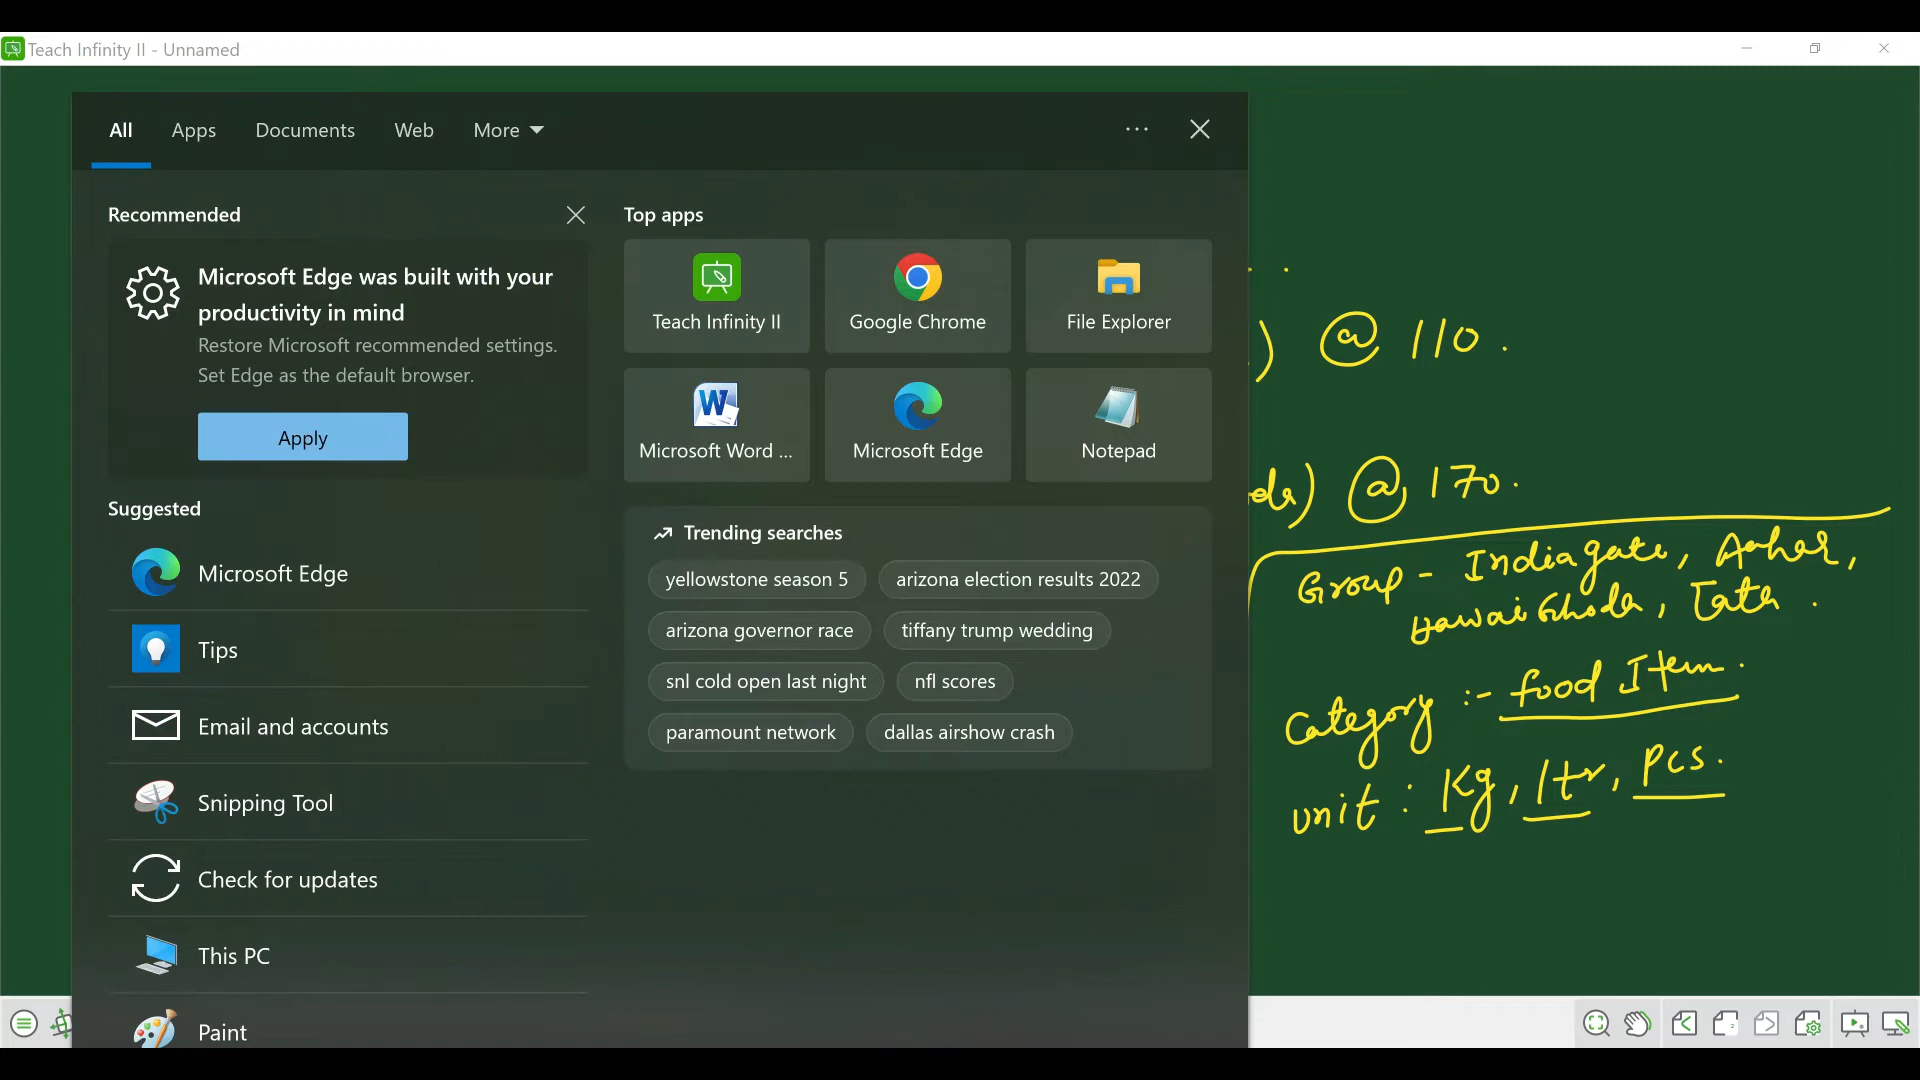 Teach Infinity II - Unnamed
All Apps Documents Web More
Recommended
Microsoft Edge was built with your
productivity in mind
Restore Microsoft recommended settings.
Set Edge as the default browser.
Apply
Suggested
Microsoft Edge
Tips
Email and accounts
Snipping Tool
Check for updates
This PC
Paint
Top apps
Teach Infinity II Google Chrome File Explorer
Microsoft Word ... Microsoft Edge Notepad
Trending searches
yellowstone season 5 arizona election results 2022
arizona governor race tiffany trump wedding
snl cold open last night nfl scores
paramount network dallas airshow crash
) @ 110.
) @ 170.
Group - Indiagate,
Tata.
Category :- food Item.
unit : Kg, ltr, Pcs.